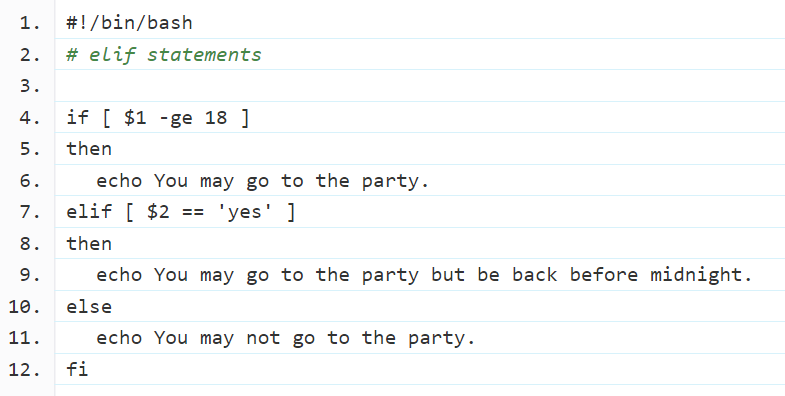 1. #!/bin/bash
2. # elif statements
3.
4. if [ $1 -ge 18 ]
5. then
6. echo You may go to the party.
7. elif [ $2 == 'yes' ]
8. then
9. echo You may go to the party but be back before midnight.
10. else
11. echo You may not go to the party.
12. fi